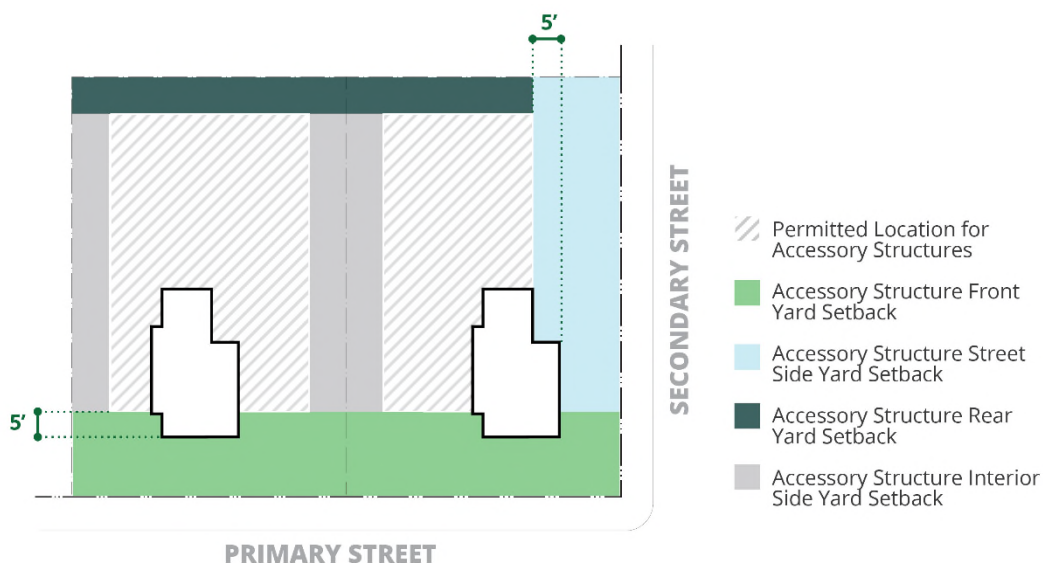 5’
5’
SECONDARY STREET
PRIMARY STREET
Permitted Location for
Accessory Structures
Accessory Structure Front
Yard Setback
Accessory Structure Street
Side Yard Setback
Accessory Structure Rear
Yard Setback
Accessory Structure Interior
Side Yard Setback